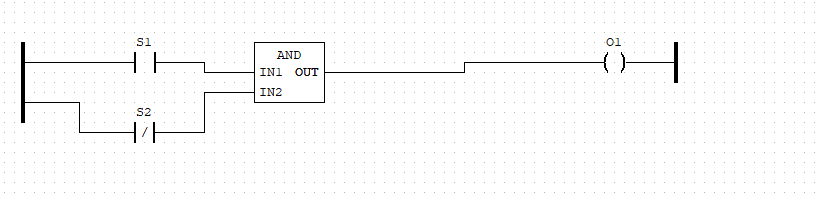 S1
O1
AND
IN1 OUT
IN2
S2
/